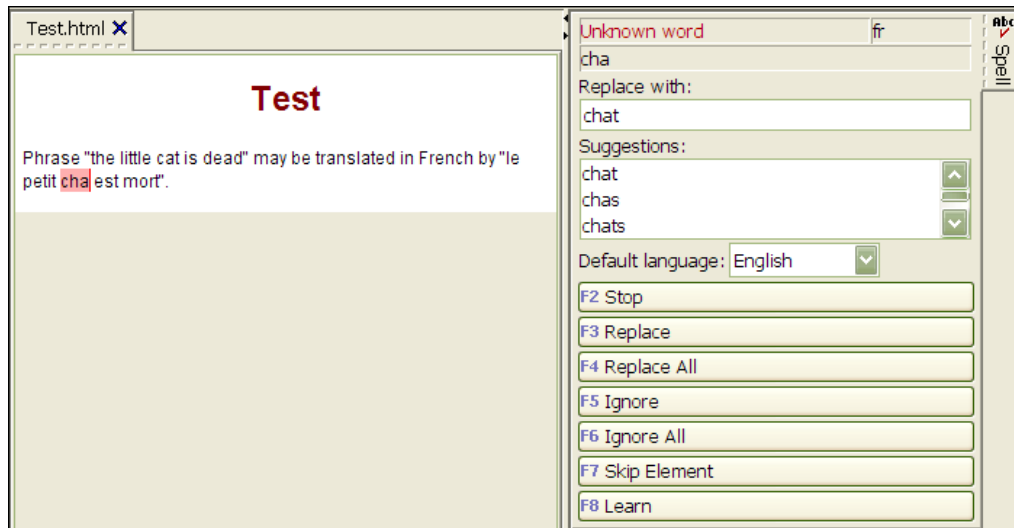 Test.html
Test
Phrase "the little cat is dead" may be translated in French by "le
petit cha est mort".
Unknown word
fr
cha
Replace with:
chat
Suggestions:
chat
chas
chats
Default language: English
F2 Stop
F3 Replace
F4 Replace All
F5 Ignore
F6 Ignore All
F7 Skip Element
F8 Learn
Abc
Spell